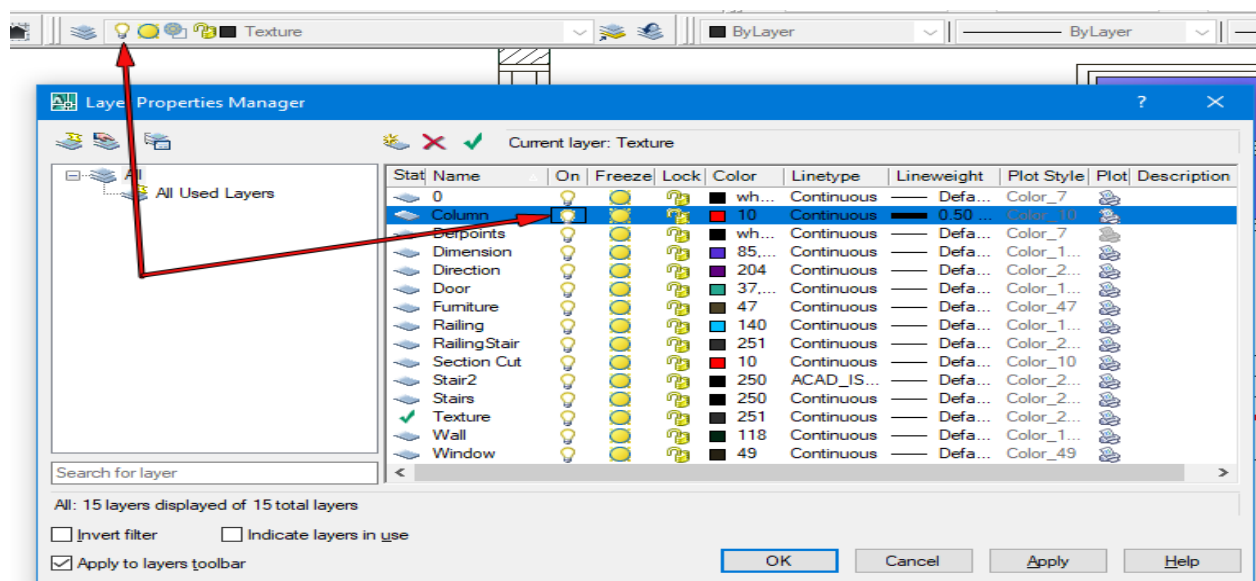 Texture ByLayer ByLayer
Layer Properties Manager ? ×
Current layer: Texture
All
All Used Layers
Stat Name On Freeze Lock Color Linetype Lineweight Plot Style Plot Description
0 wh... Continuous Defa... Color_7
Column 10 Continuous 0.50 ... Color_10
Defpoints wh... Continuous Defa... Color_7
Dimension 85,... Continuous Defa... Color_1...
Direction 204 Continuous Defa... Color_2...
Door 37,... Continuous Defa... Color_1...
Furniture 47 Continuous Defa... Color_47
Railing 140 Continuous Defa... Color_1...
RailingStair 251 Continuous Defa... Color_2...
Section Cut 10 Continuous Defa... Color_10
Stair2 250 ACAD_IS... Defa... Color_2...
Stairs 250 Continuous Defa... Color_2...
Texture 251 Continuous Defa... Color_2...
Wall 118 Continuous Defa... Color_1...
Window 49 Continuous Defa... Color_49
Search for layer
All: 15 layers displayed of 15 total layers
Invert filter Indicate layers in use
Apply to layers toolbar OK Cancel Apply Help